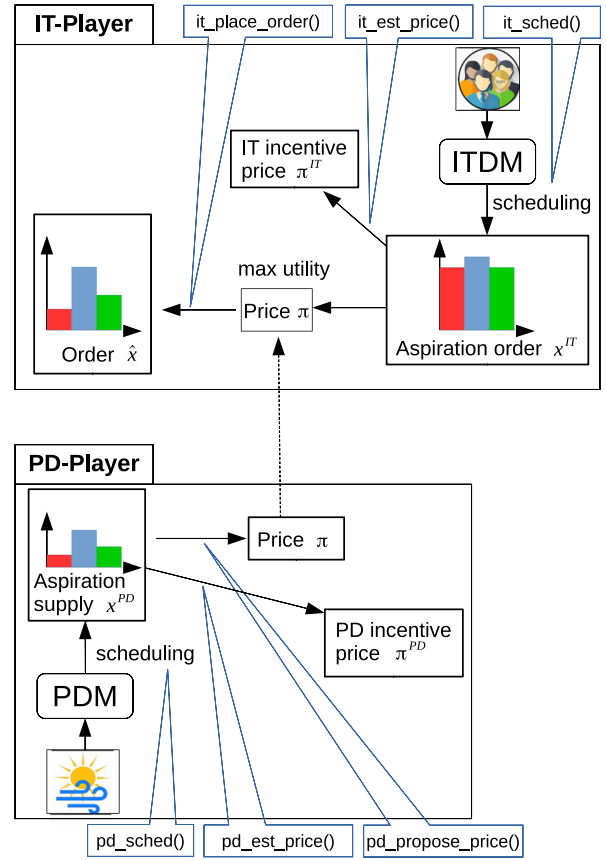 IT-Player
it_place_order()
it_est_price()
it_sched()
IT incentive
price π^IT
ITDM
scheduling
max utility
Price π
Order x̂
Aspiration order x^IT
PD-Player
Aspiration
supply x^PD
Price π
PD incentive
price π^PD
scheduling
PDM
pd_sched()
pd_est_price()
pd_propose_price()